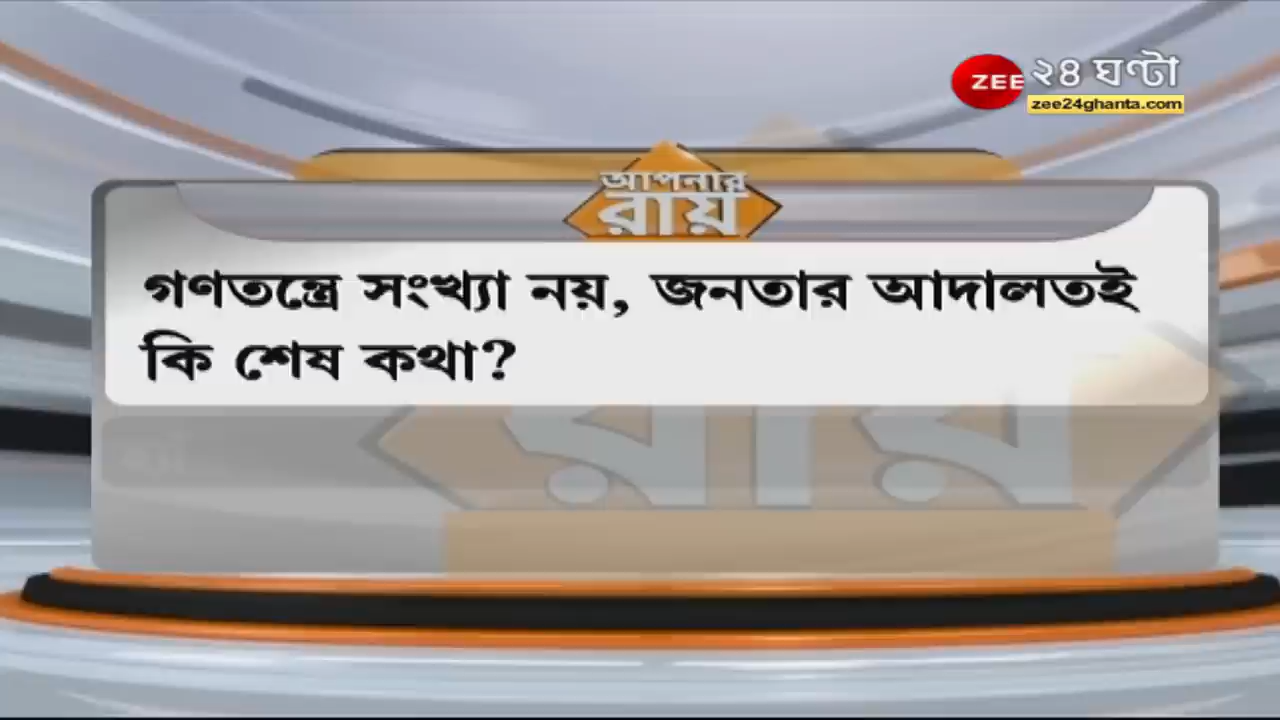 ZEE ২৪ ঘণ্টা
zee24ghanta.com
আপনার
রায়
গণতন্ত্রে সংখ্যা নয়, জনতার আদালতই
কি শেষ কথা?
রায়